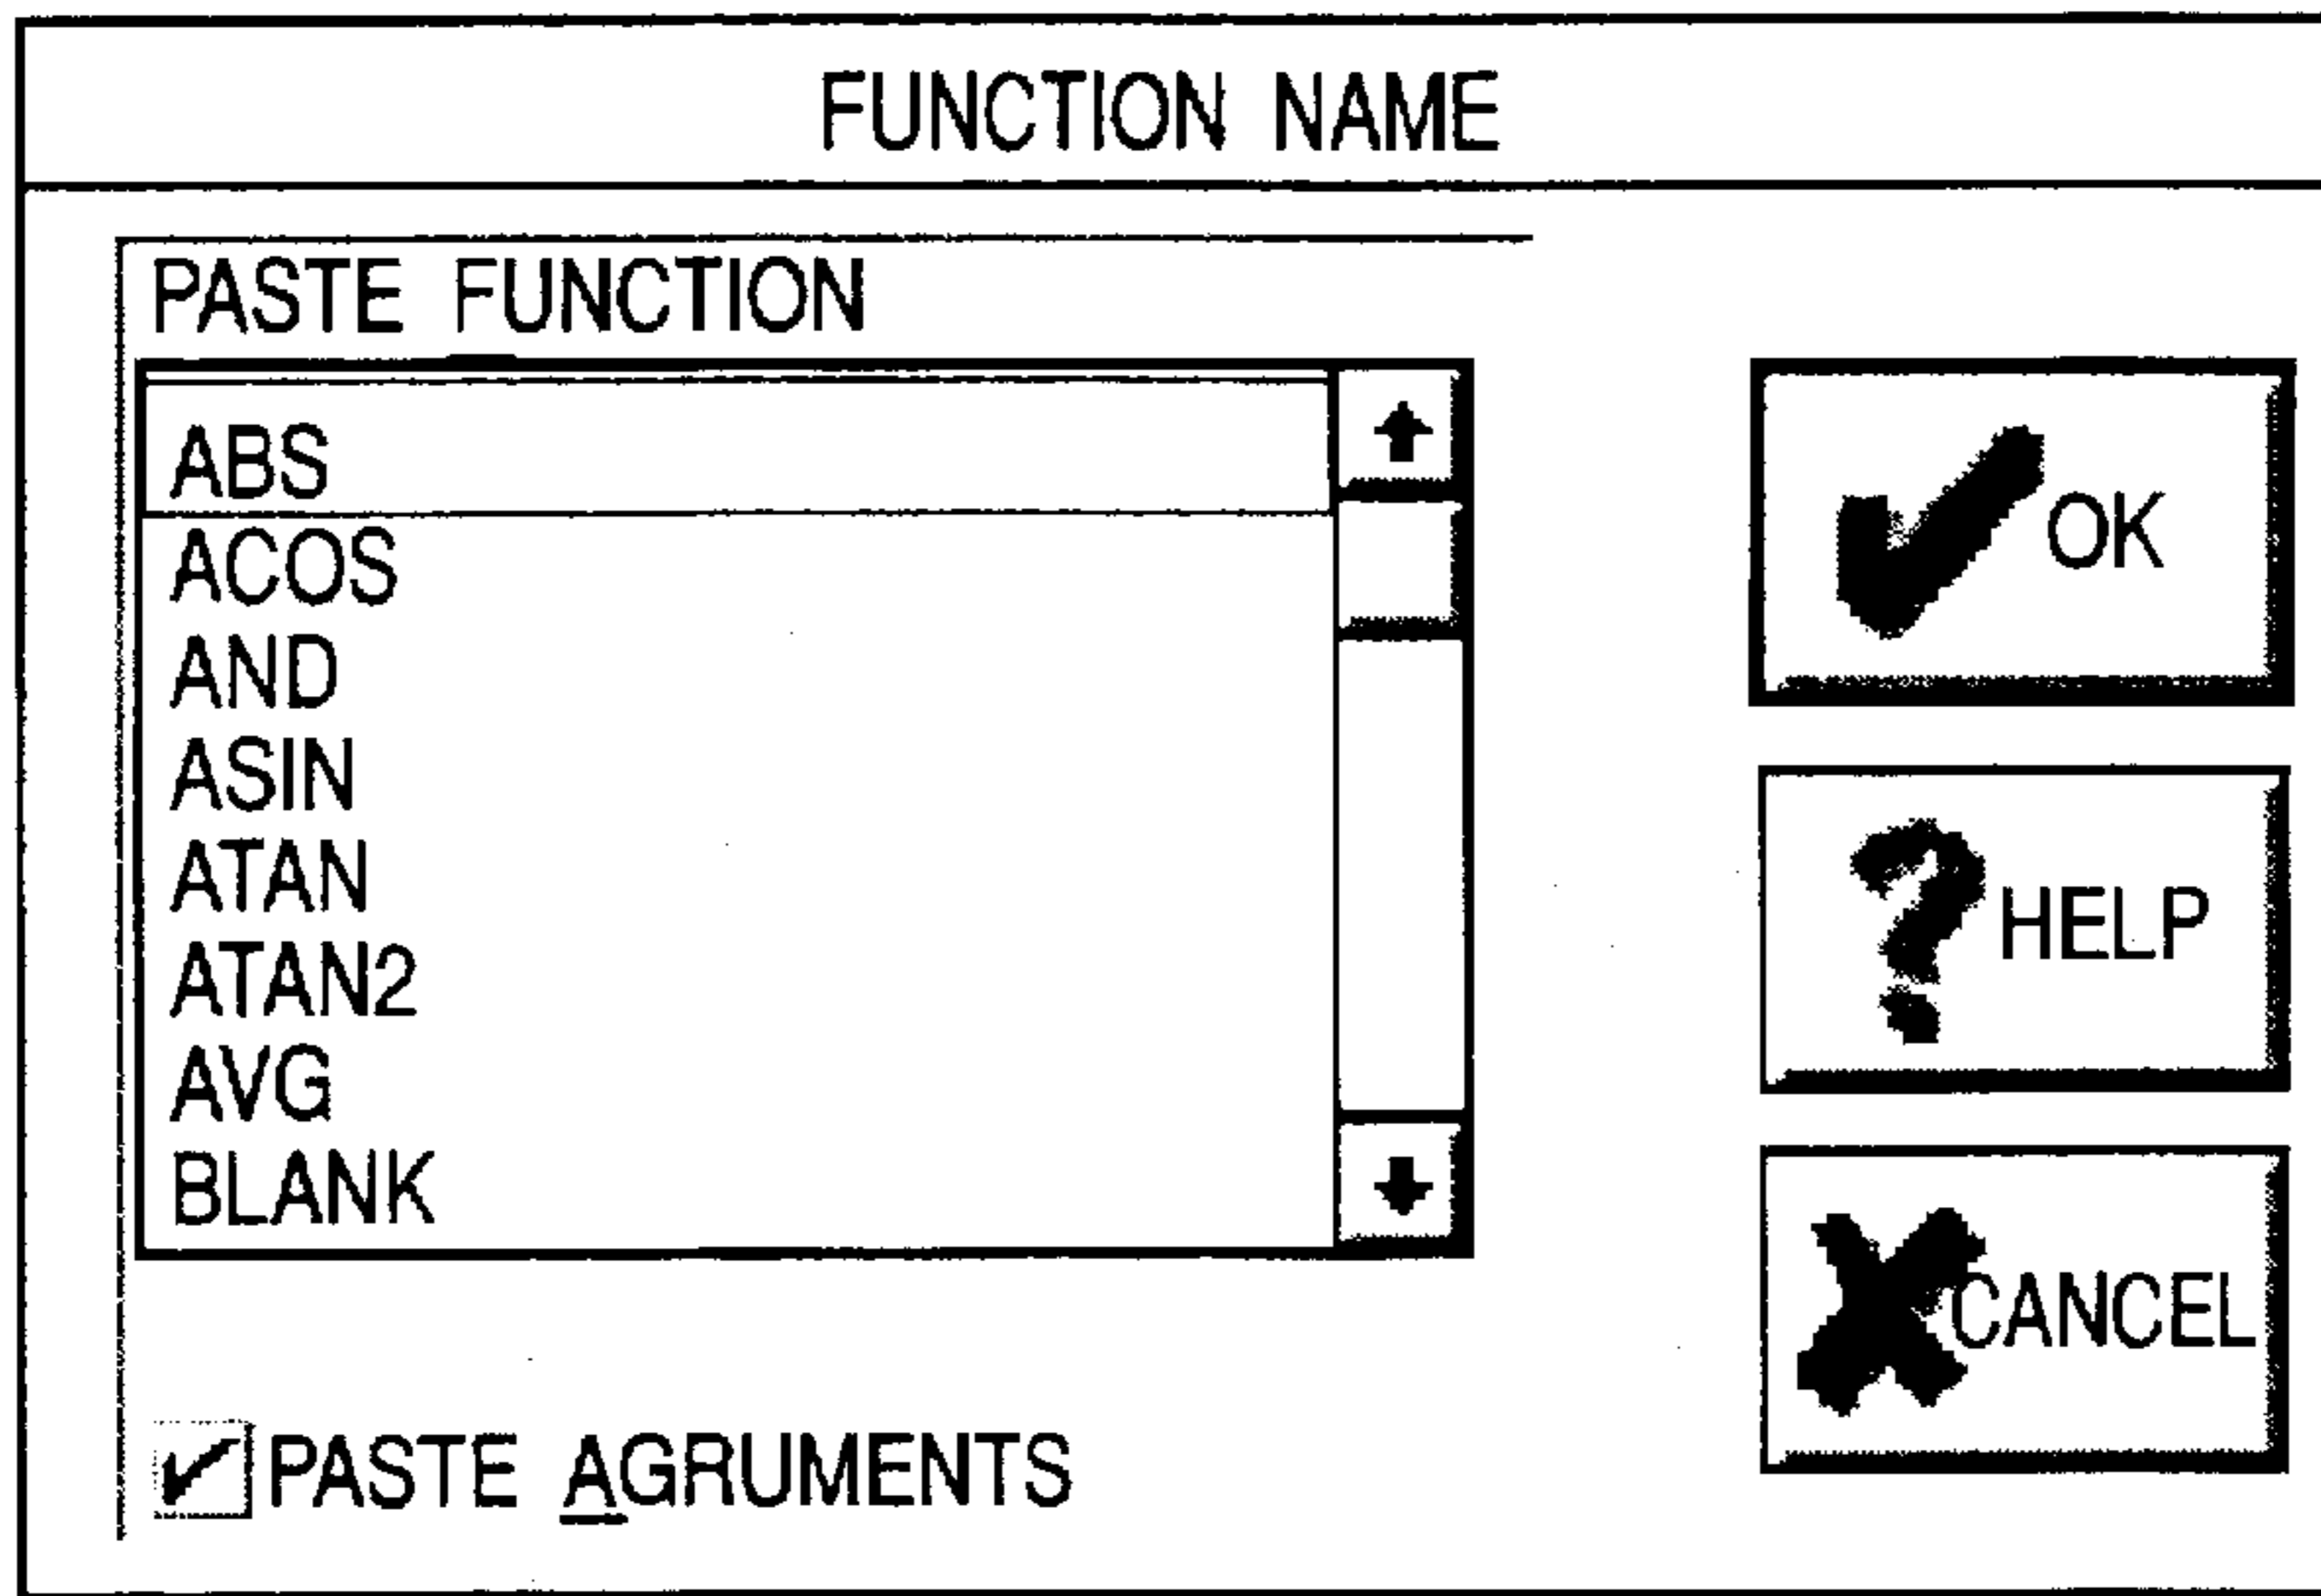 FUNCTION NAME
PASTE FUNCTION
ABS
ACOS
AND
ASIN
ATAN
ATAN2
AVG
BLANK
PASTE AGRUMENTS
OK
HELP
CANCEL